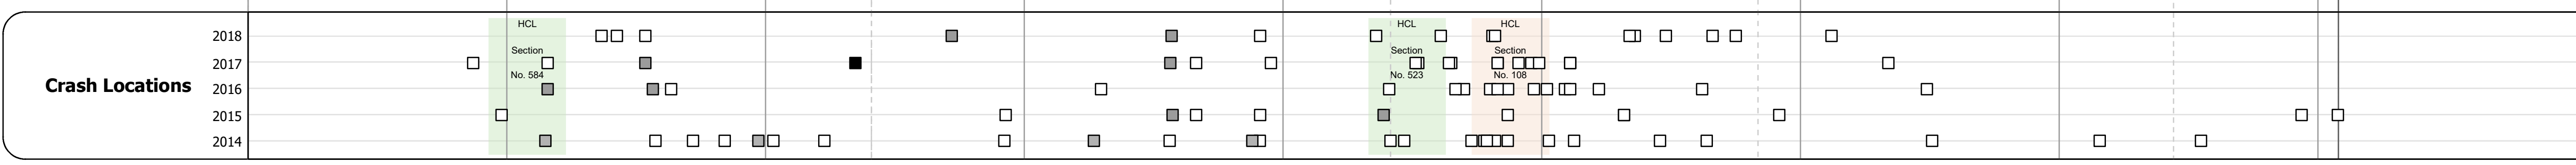 Crash Locations
2018
2017
2016
2015
2014
HCL
Section
No. 584
HCL
Section
No. 523
HCL
Section
No. 108